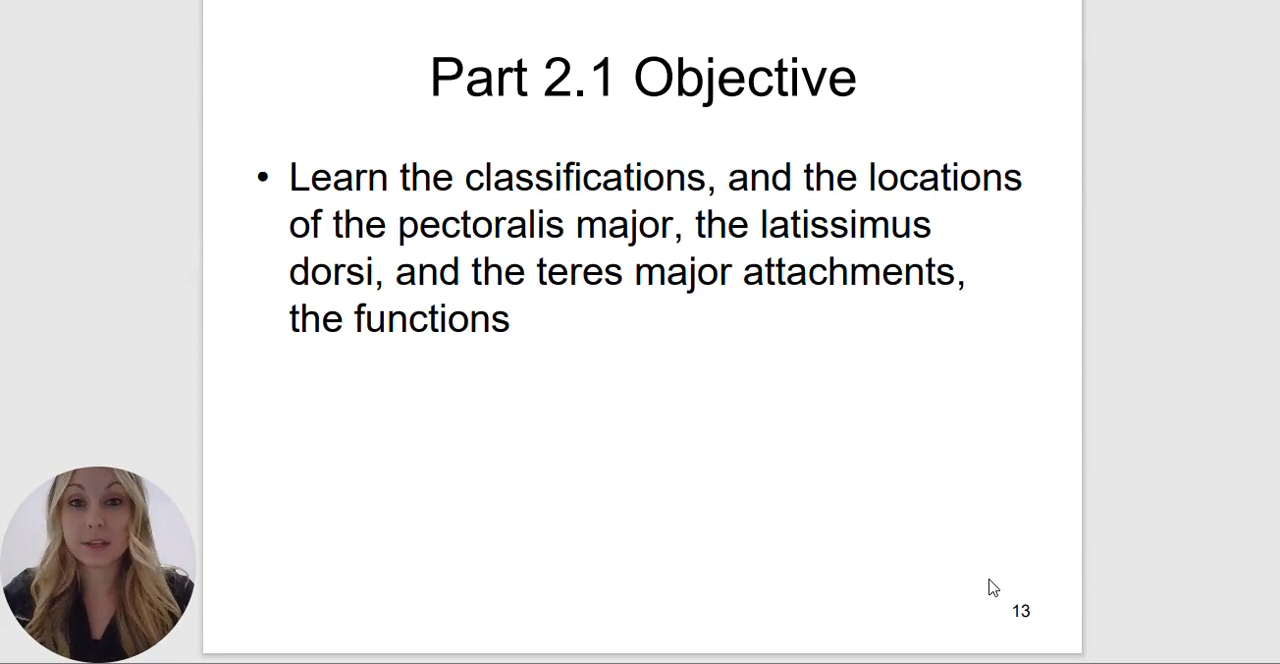 Part 2.1 Objective
• Learn the classifications, and the locations
of the pectoralis major, the latissimus
dorsi, and the teres major attachments,
the functions
13